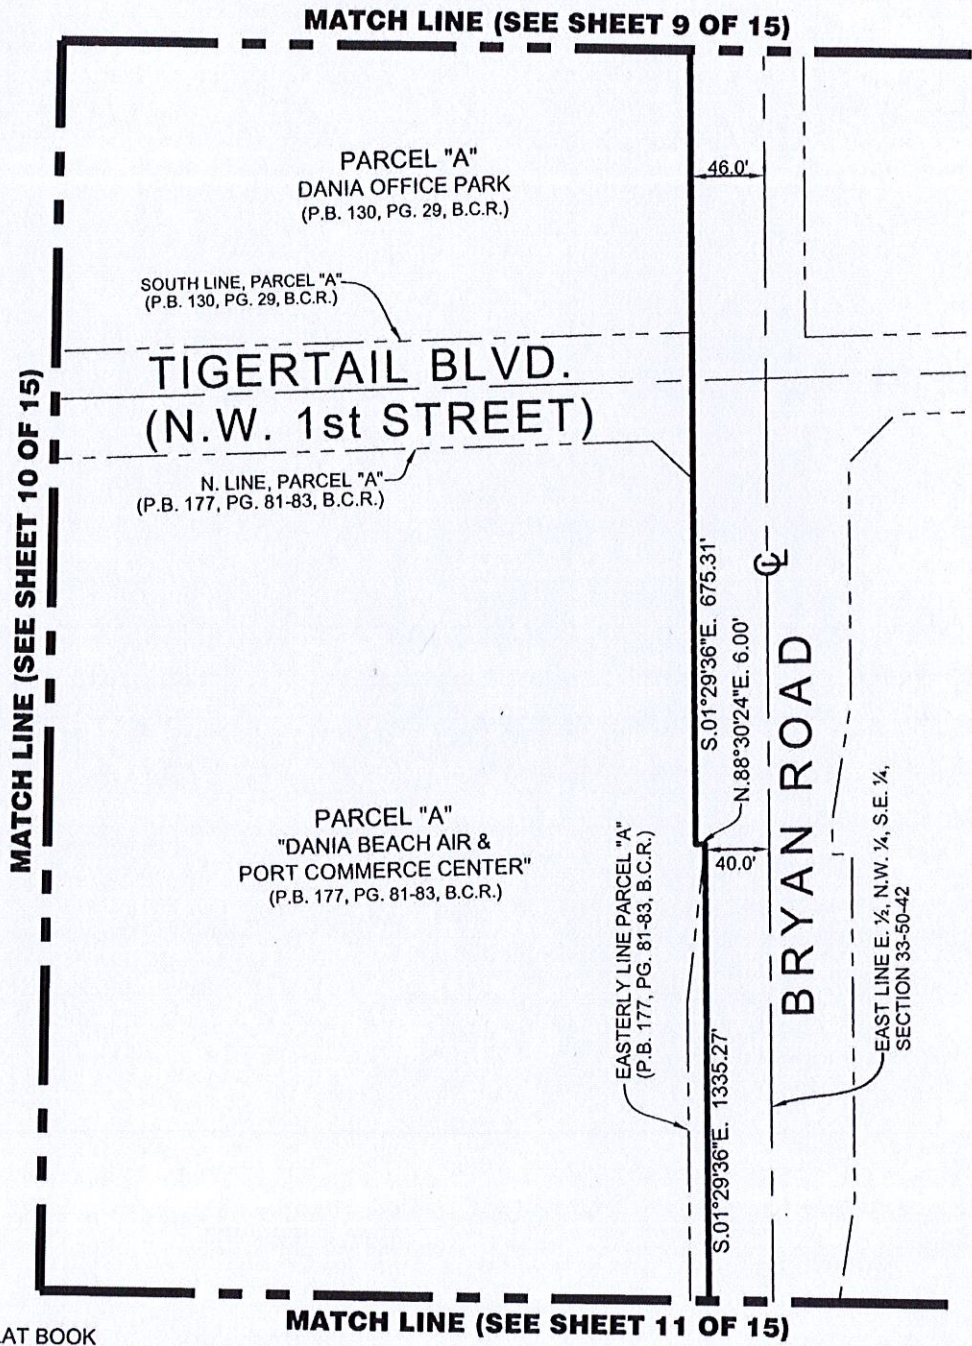 MATCH LINE (SEE SHEET 9 OF 15)
PARCEL "A"
DANIA OFFICE PARK
(P.B. 130, PG. 29, B.C.R.)
46.0'
SOUTH LINE, PARCEL "A"
(P.B. 130, PG. 29, B.C.R.)
TIGERTAIL BLVD.
(N.W. 1st STREET)
N. LINE, PARCEL "A"
(P.B. 177, PG. 81-83, B.C.R.)
MATCH LINE (SEE SHEET 10 OF 15)
S.01°29'36"E. 675.31'
N.88°30'24"E. 6.00'
℄
BRYAN ROAD
PARCEL "A"
"DANIA BEACH AIR &
PORT COMMERCE CENTER"
(P.B. 177, PG. 81-83, B.C.R.)
40.0'
EASTERLY LINE PARCEL "A"
(P.B. 177, PG. 81-83, B.C.R.)
EAST LINE E. ½, N.W. ¼, S.E. ¼,
SECTION 33-50-42
S.01°29'36"E. 1335.27'
MATCH LINE (SEE SHEET 11 OF 15)
AT BOOK